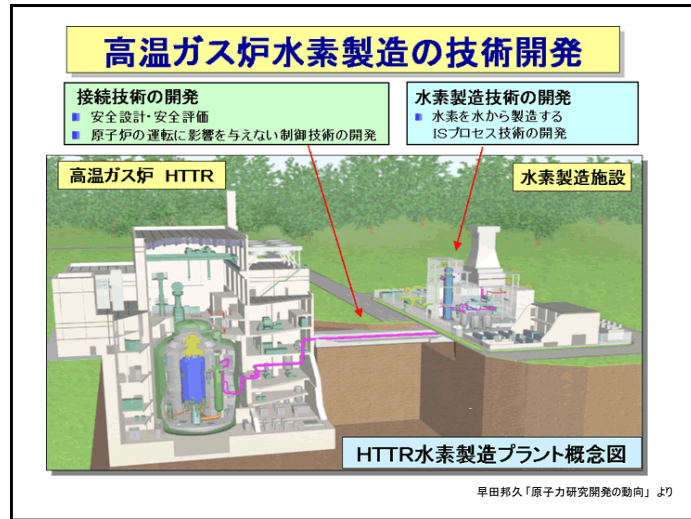 高温ガス炉水素製造の技術開発
接続技術の開発
■ 安全設計・安全評価
■ 原子炉の運転に影響を与えない制御技術の開発
水素製造技術の開発
■ 水素を水から製造する
ISプロセス技術の開発
高温ガス炉 HTTR
水素製造施設
HTTR水素製造プラント概念図
早田邦久「原子力研究開発の動向」 より